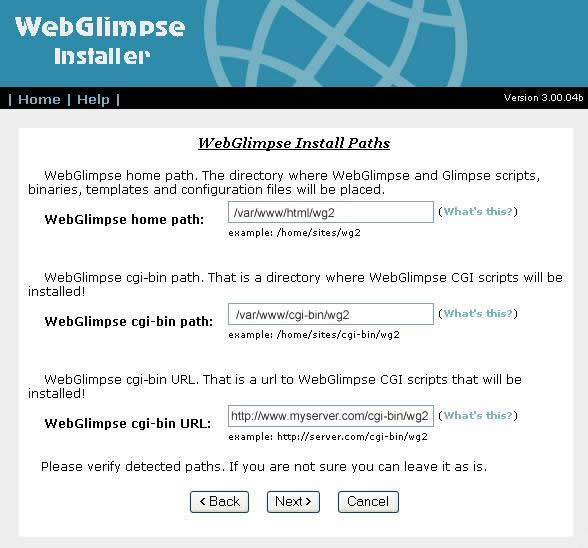 WebGlimpse
Installer
| Home | Help |
Version 3.00.04b
WebGlimpse Install Paths
WebGlimpse home path. The directory where WebGlimpse and Glimpse scripts,
binaries, templates and configuration files will be placed.
WebGlimpse home path: /var/www/html/wg2 (What's this?)
example: /home/sites/wg2
WebGlimpse cgi-bin path. That is a directory where WebGlimpse CGI scripts will be
installed!
WebGlimpse cgi-bin path: /var/www/cgi-bin/wg2 (What's this?)
example: /home/sites/cgi-bin/wg2
WebGlimpse cgi-bin URL. That is a url to WebGlimpse CGI scripts that will be
installed!
WebGlimpse cgi-bin URL: http://www.myserver.com/cgi-bin/wg2 (What's this?)
example: http://server.com/cgi-bin/wg2
Please verify detected paths. If you are not sure you can leave it as is.
< Back Next > Cancel